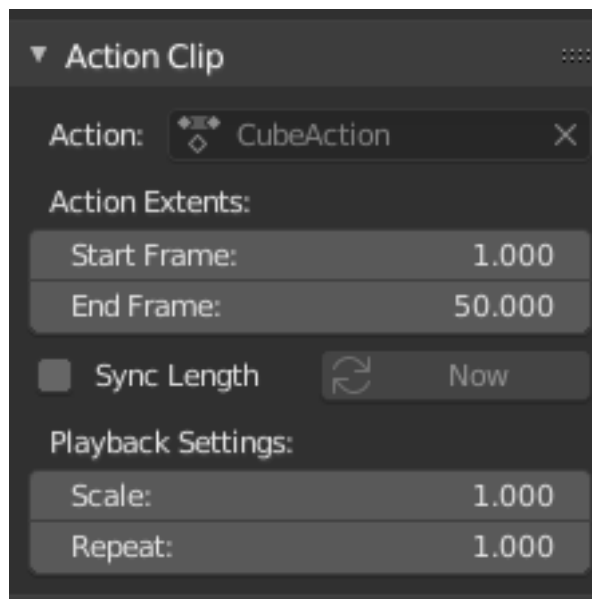 Action Clip
Action: CubeAction
Action Extents:
Start Frame: 1.000
End Frame: 50.000
Sync Length Now
Playback Settings:
Scale: 1.000
Repeat: 1.000